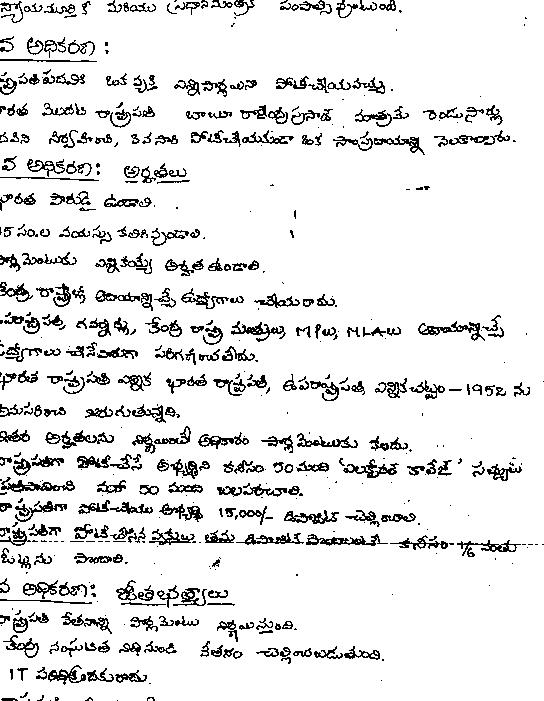 న్యాయమూర్తికి మరియు ప్రధానమంత్రికి పంపాల్సి వుంటుంది.
వ అధికరణ :
ష్ట్రపతి పదవికి ఒక వ్యక్తి ఎన్నిసార్లయినా పోటీచేయవచ్చు.
భారత మొదటి రాష్ట్రపతి బాబూ రాజేంద్రప్రసాద్ మాత్రమే రెండుసార్లు
పదవిని నిర్వహించి, 3వ సారి పోటీచేయకుండా ఒక సాంప్రదాయాన్ని నెలకొల్పారు.
వ అధికరణ : అర్హతలు
భారత పౌరుడై ఉండాలి.
35 సం.ల వయస్సు కలిగివుండాలి.
పార్లమెంటుకు ఎన్నికయ్యే అర్హత ఉండాలి.
కేంద్ర, రాష్ట్రాల్లో ఆదాయాన్నిచ్చే ఉద్యోగాలు చేయరాదు.
ఉపరాష్ట్రపతి, గవర్నర్లు, కేంద్ర రాష్ట్ర మంత్రులు, MPలు, MLAలు ఆదాయాన్నిచ్చే
ఉద్యోగాలు చేసేవారుగా పరిగణించలేదు.
భారత రాష్ట్రపతి ఎన్నిక భారత రాష్ట్రపతి, ఉపరాష్ట్రపతి ఎన్నికచట్టం - 1952 ను
అనుసరించి జరుగుతున్నది.
ఇతర అర్హతలను నిర్ణయించే అధికారం పార్లమెంటుకు కలదు.
రాష్ట్రపతిగా పోటీచేసే అభ్యర్థిని కనీసం 50 మంది 'ఎలక్టోరల్ కాలేజి' సభ్యులు
ప్రతిపాదించి మరో 50 మంది బలపరచాలి.
రాష్ట్రపతిగా పోటీచేయు అభ్యర్థి 15,000/- డిపాజిట్ చెల్లించాలి.
రాష్ట్రపతిగా పోటీచేసిన వ్యక్తులు తమ డిపాజిట్ పొందుటకు కనీసం 1/6 వంతు
ఓట్లను పొందాలి.
వ అధికరణ : జీతభత్యాలు
రాష్ట్రపతి వేతనాన్ని పార్లమెంటు నిర్ణయిస్తుంది.
కేంద్ర సంఘటిత నిధి నుండి వేతనం చెల్లించబడుతుంది.
IT పరిధిలోనికిరాదు.